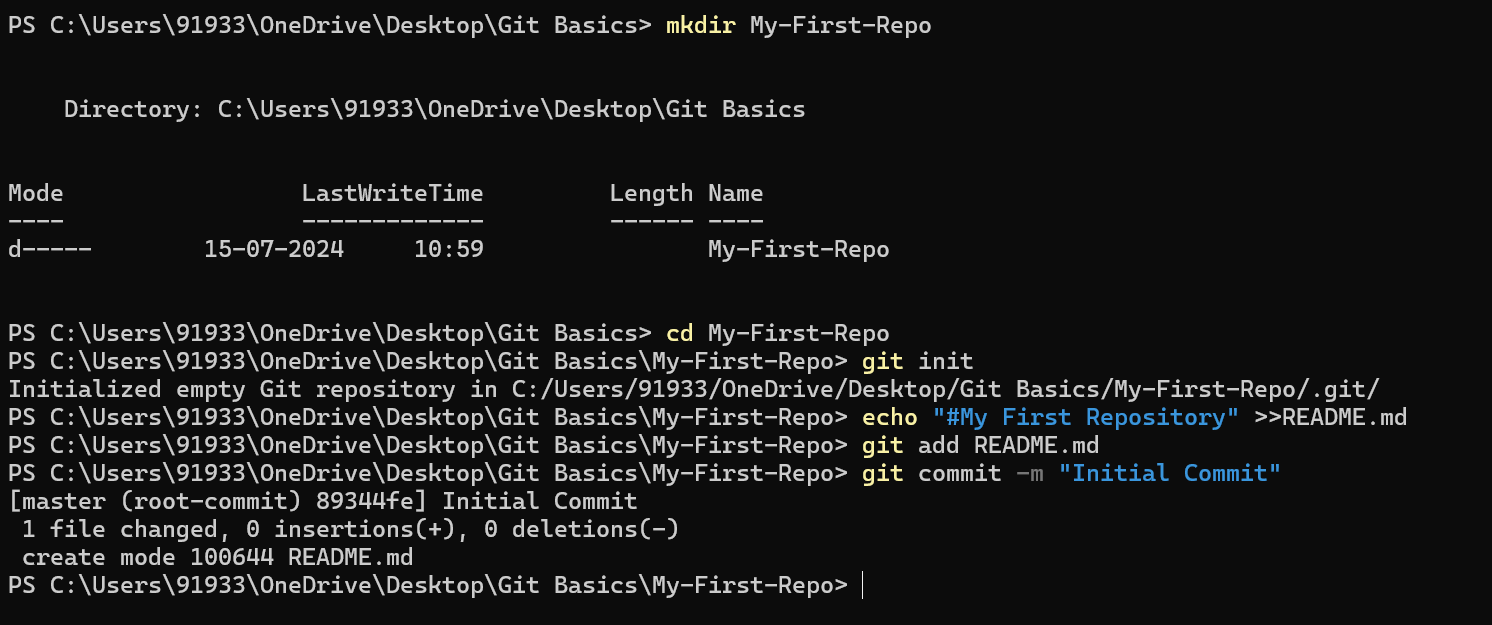 PS C:\Users\91933\OneDrive\Desktop\Git Basics> mkdir My-First-Repo
Directory: C:\Users\91933\OneDrive\Desktop\Git Basics
Mode                 LastWriteTime         Length Name
----                 -------------         ------ ----
d-----        15-07-2024     10:59                My-First-Repo
PS C:\Users\91933\OneDrive\Desktop\Git Basics> cd My-First-Repo
PS C:\Users\91933\OneDrive\Desktop\Git Basics\My-First-Repo> git init
Initialized empty Git repository in C:/Users/91933/OneDrive/Desktop/Git Basics/My-First-Repo/.git/
PS C:\Users\91933\OneDrive\Desktop\Git Basics\My-First-Repo> echo "#My First Repository" >>README.md
PS C:\Users\91933\OneDrive\Desktop\Git Basics\My-First-Repo> git add README.md
PS C:\Users\91933\OneDrive\Desktop\Git Basics\My-First-Repo> git commit -m "Initial Commit"
[master (root-commit) 89344fe] Initial Commit
 1 file changed, 0 insertions(+), 0 deletions(-)
 create mode 100644 README.md
PS C:\Users\91933\OneDrive\Desktop\Git Basics\My-First-Repo>